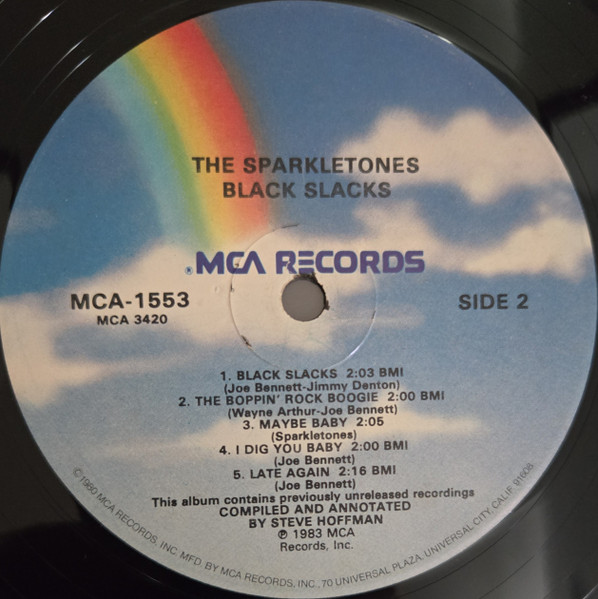 THE SPARKLETONES
BLACK SLACKS
®MCA RECORDS
MCA-1553
MCA 3420
SIDE 2
1. BLACK SLACKS 2:03 BMI
(Joe Bennett-Jimmy Denton)
2. THE BOPPIN' ROCK BOOGIE 2:00 BMI
(Wayne Arthur-Joe Bennett)
3. MAYBE BABY 2:05
(Sparkletones)
4. I DIG YOU BABY 2:00 BMI
(Joe Bennett)
5. LATE AGAIN 2:16 BMI
(Joe Bennett)
This album contains previously unreleased recordings
COMPILED AND ANNOTATED
BY STEVE HOFFMAN
℗ 1983 MCA
Records, Inc.
©1980 MCA RECORDS, INC. MFD. BY MCA RECORDS, INC., 70 UNIVERSAL PLAZA, UNIVERSAL CITY, CALIF. 91608